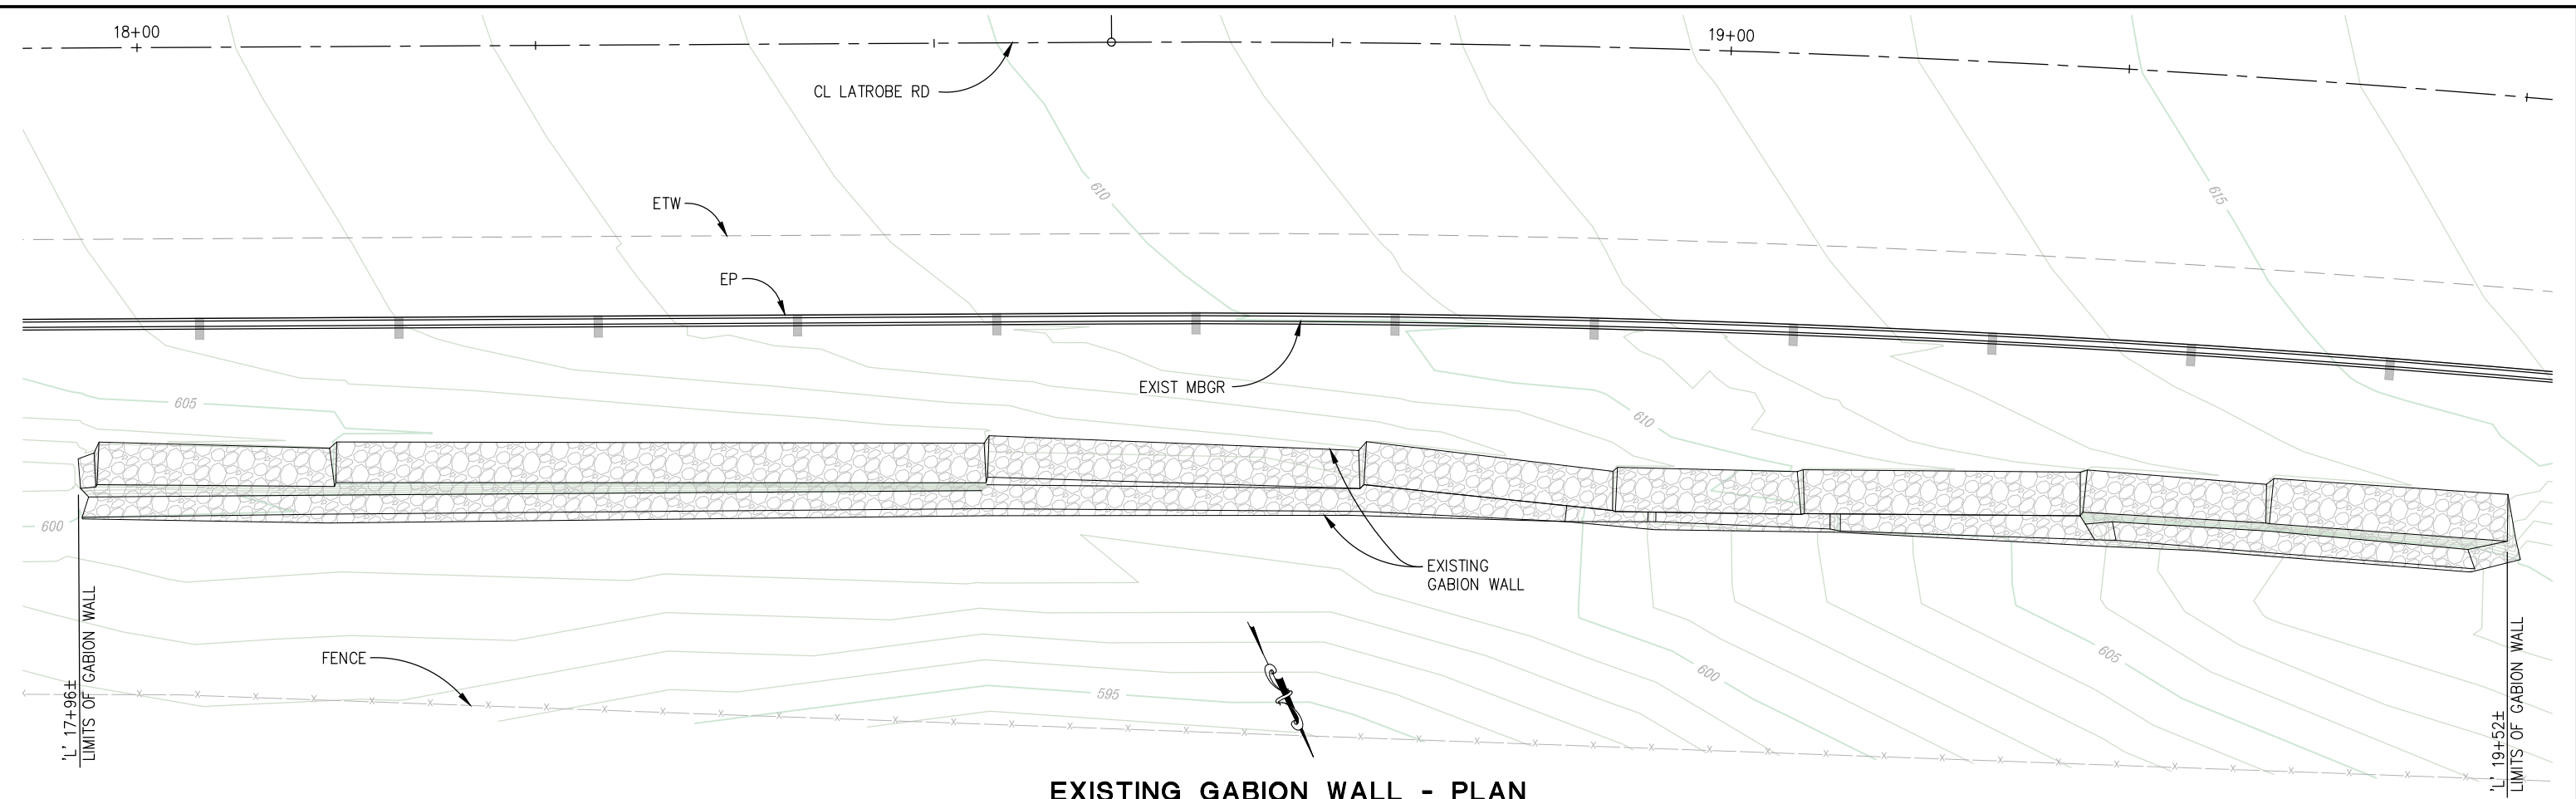 18+00
19+00
CL LATROBE RD
610
615
ETW
EP
EXIST MBGR
605
610
600
EXISTING
GABION WALL
'L' 17+96±
LIMITS OF GABION WALL
FENCE
595
600
605
'L' 19+52±
LIMITS OF GABION WALL
EXISTING GABION WALL - PLAN